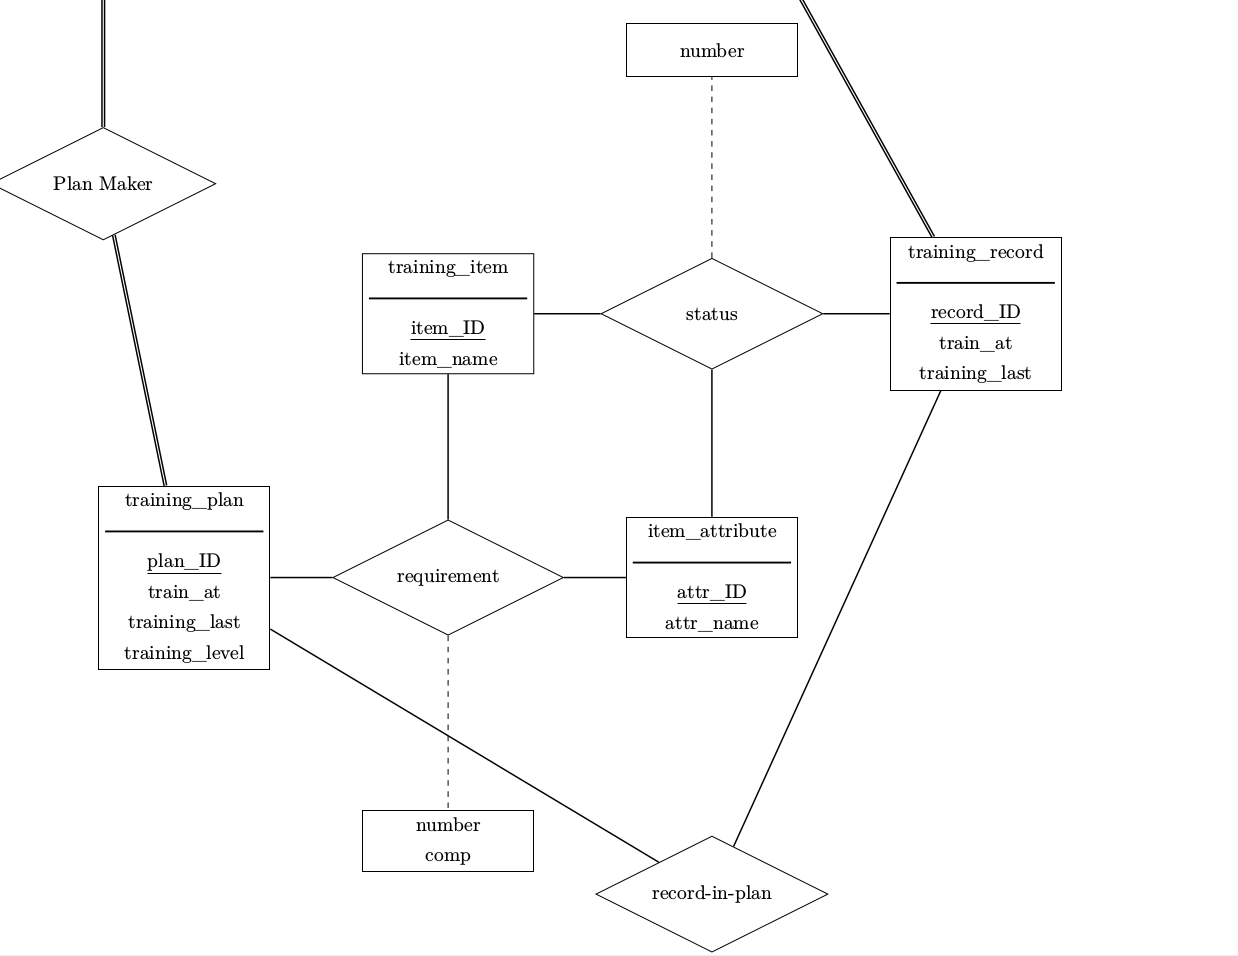 number
Plan Maker
training_item
item_ID
item_name
status
training_record
record_ID
train_at
training_last
training_plan
plan_ID
train_at
training_last
training_level
requirement
item_attribute
attr_ID
attr_name
number
comp
record-in-plan